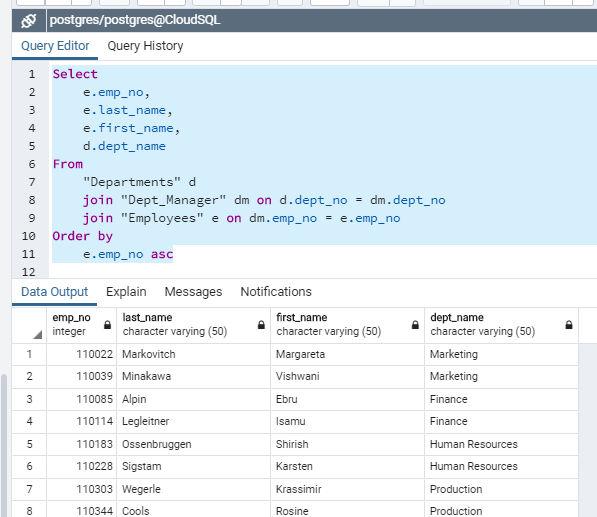 postgres/postgres@CloudSQL
Query Editor Query History
1 Select
2 e.emp_no,
3 e.last_name,
4 e.first_name,
5 d.dept_name
6 From
7 "Departments" d
8 join "Dept_Manager" dm on d.dept_no = dm.dept_no
9 join "Employees" e on dm.emp_no = e.emp_no
10 Order by
11 e.emp_no asc
12
Data Output Explain Messages Notifications
emp_no last_name first_name dept_name
integer character varying (50) character varying (50) character varying (50)
1 110022 Markovitch Margareta Marketing
2 110039 Minakawa Vishwani Marketing
3 110085 Alpin Ebru Finance
4 110114 Legleitner Isamu Finance
5 110183 Ossenbruggen Shirish Human Resources
6 110228 Sigstam Karsten Human Resources
7 110303 Wegerle Krassimir Production
8 110344 Cools Rosine Production